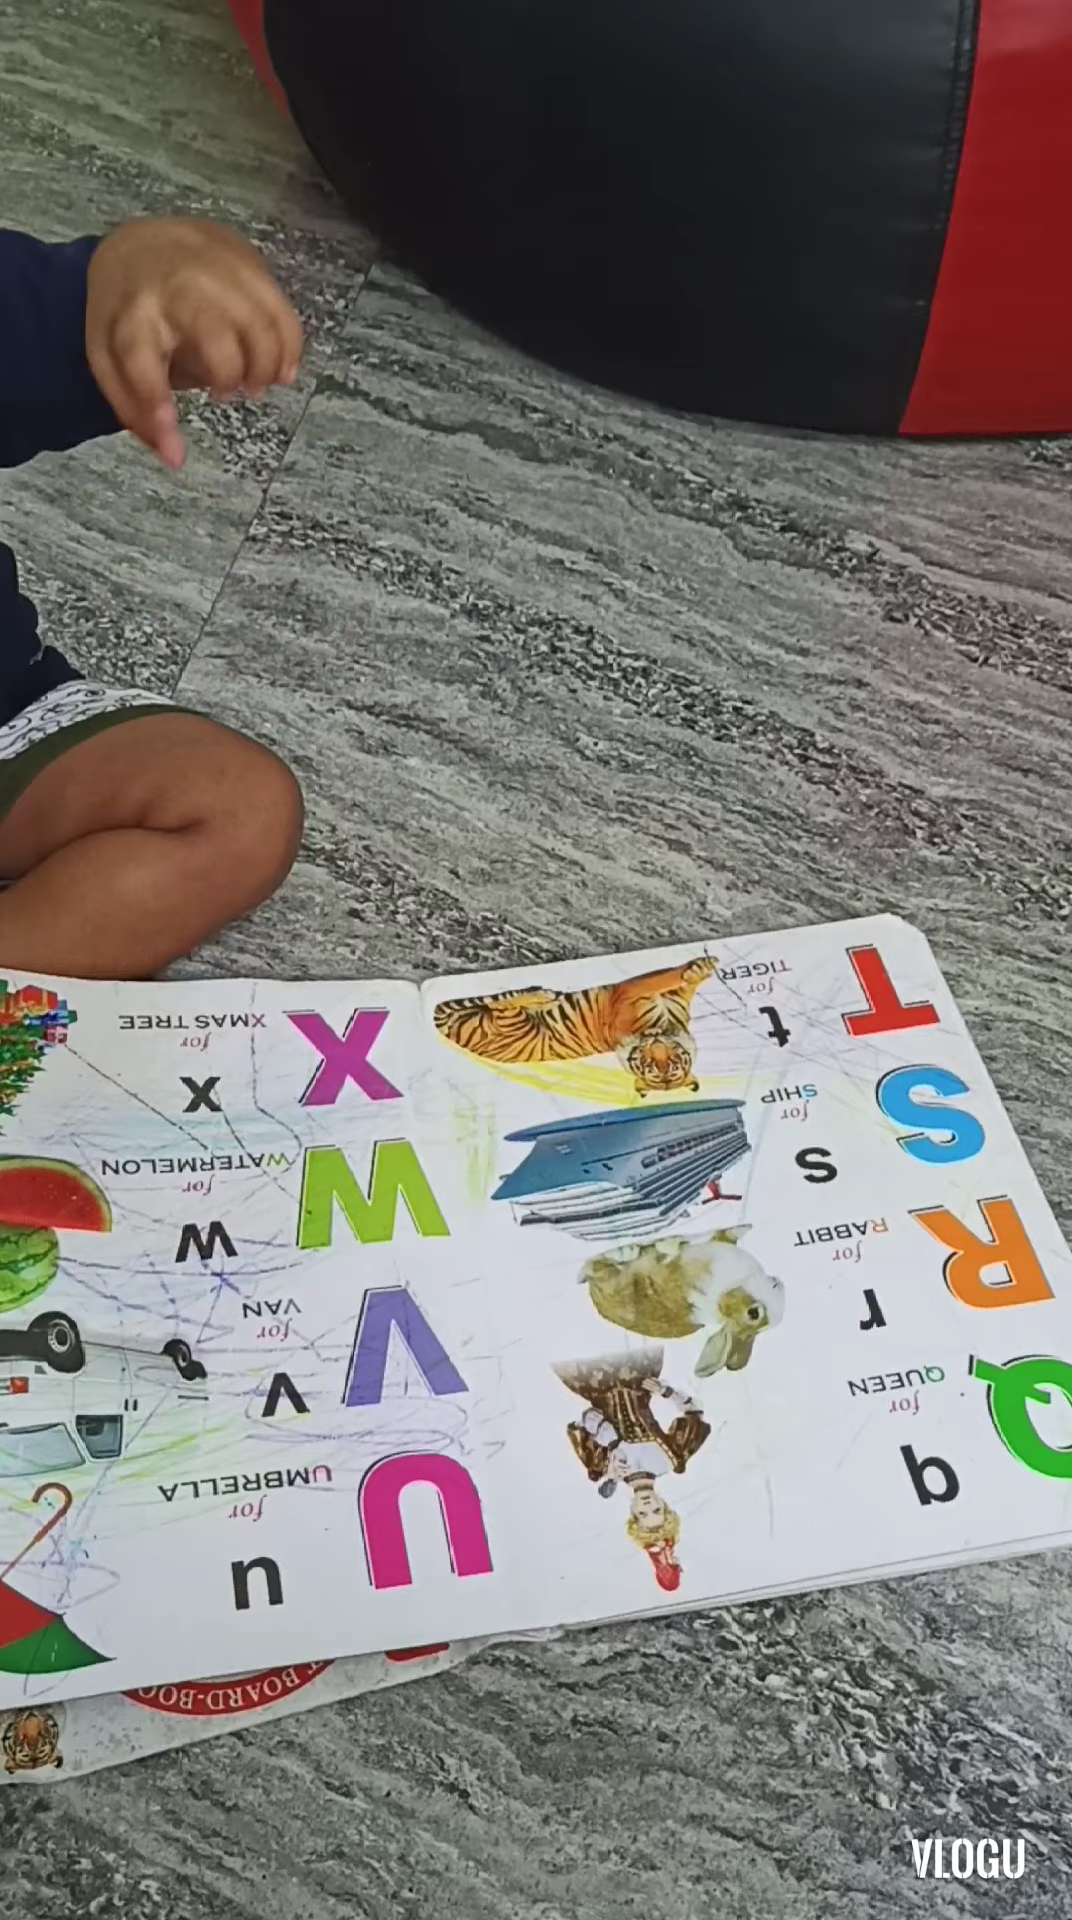 Q q
for
QUEEN
R r
for
RABBIT
S s
for
SHIP
T t
for
TIGER
U u
for
UMBRELLA
V v
for
VAN
W w
for
WATERMELON
X x
for
XMAS TREE
T BOARD-BOO
VLOGU